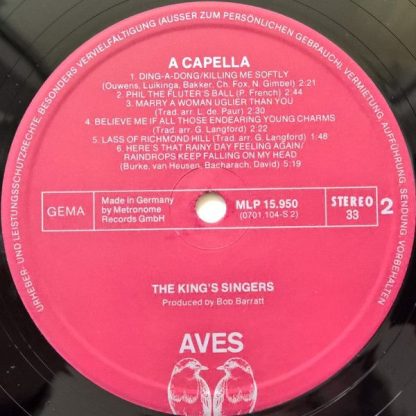 URHEBER- UND LEISTUNGSSCHUTZRECHTE, BESONDERS VERVIELFÄLTIGUNG (AUSSER ZUM PERSÖNLICHEN GEBRAUCH), VERMIETUNG, AUFFÜHRUNG, SENDUNG, VORBEHALTEN
A CAPELLA
1. DING-A-DONG/KILLING ME SOFTLY
(Ouwens, Luikinga, Bakker, Ch. Fox, N. Gimbel) 2:21
2. PHIL THE FLUTER'S BALL (P. French) 2:44
3. MARRY A WOMAN UGLIER THAN YOU
(Trad. arr. L. de Paur) 2:30
4. BELIEVE ME IF ALL THOSE ENDEARING YOUNG CHARMS
(Trad. arr. G. Langford) 2:22
5. LASS OF RICHMOND HILL (Trad. arr. G. Langford) 1:48
6. HERE'S THAT RAINY DAY FEELING AGAIN/
RAINDROPS KEEP FALLING ON MY HEAD
(Burke, van Heusen, Bacharach, David) 5:19
GEMA
Made in Germany
by Metronome
Records GmbH
MLP 15.950
(0701.104-S 2)
STEREO
33
2
THE KING'S SINGERS
Produced by Bob Barratt
AVES